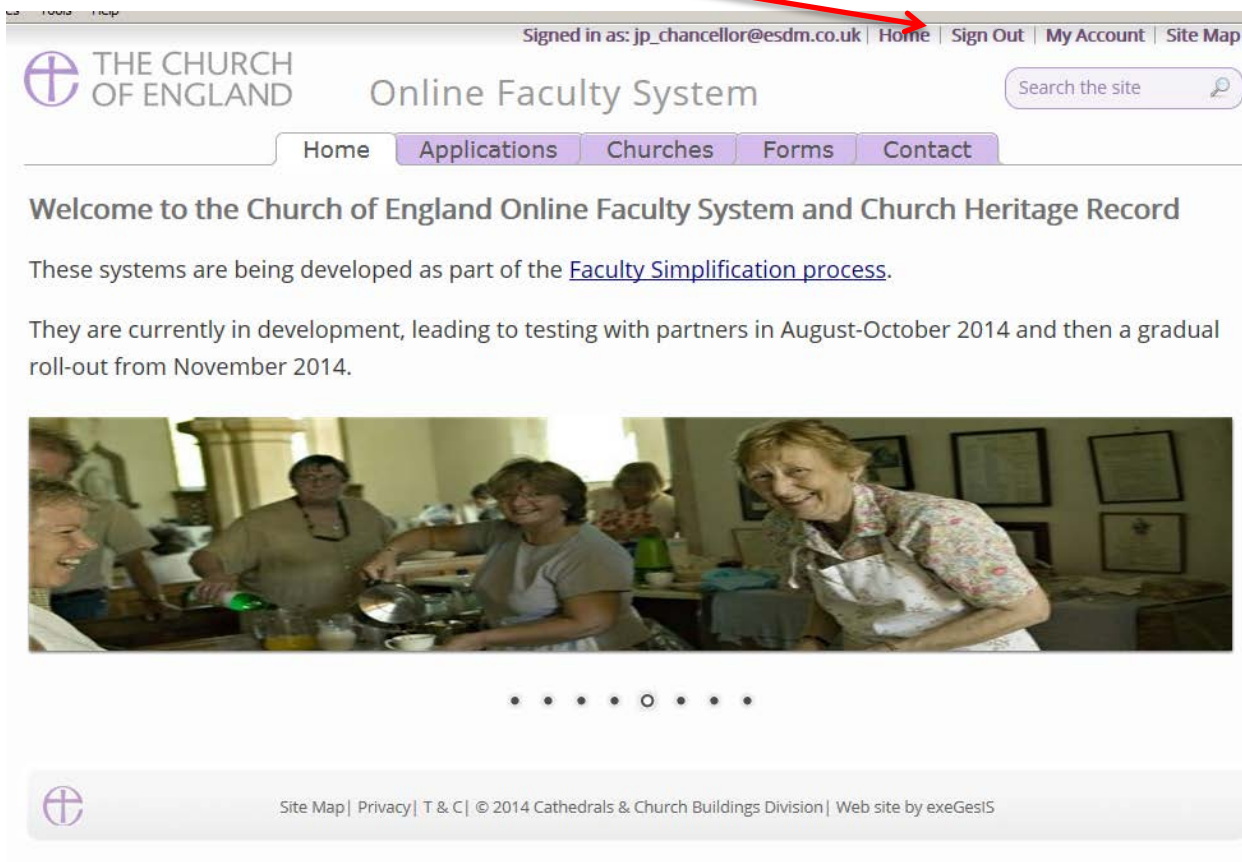 Tools Help
Signed in as: jp_chancellor@esdm.co.uk | Home | Sign Out | My Account | Site Map
THE CHURCH
OF ENGLAND
Online Faculty System
Search the site
Home Applications Churches Forms Contact
Welcome to the Church of England Online Faculty System and Church Heritage Record
These systems are being developed as part of the Faculty Simplification process.
They are currently in development, leading to testing with partners in August-October 2014 and then a gradual
roll-out from November 2014.
Site Map| Privacy| T & C| © 2014 Cathedrals & Church Buildings Division| Web site by exeGesIS